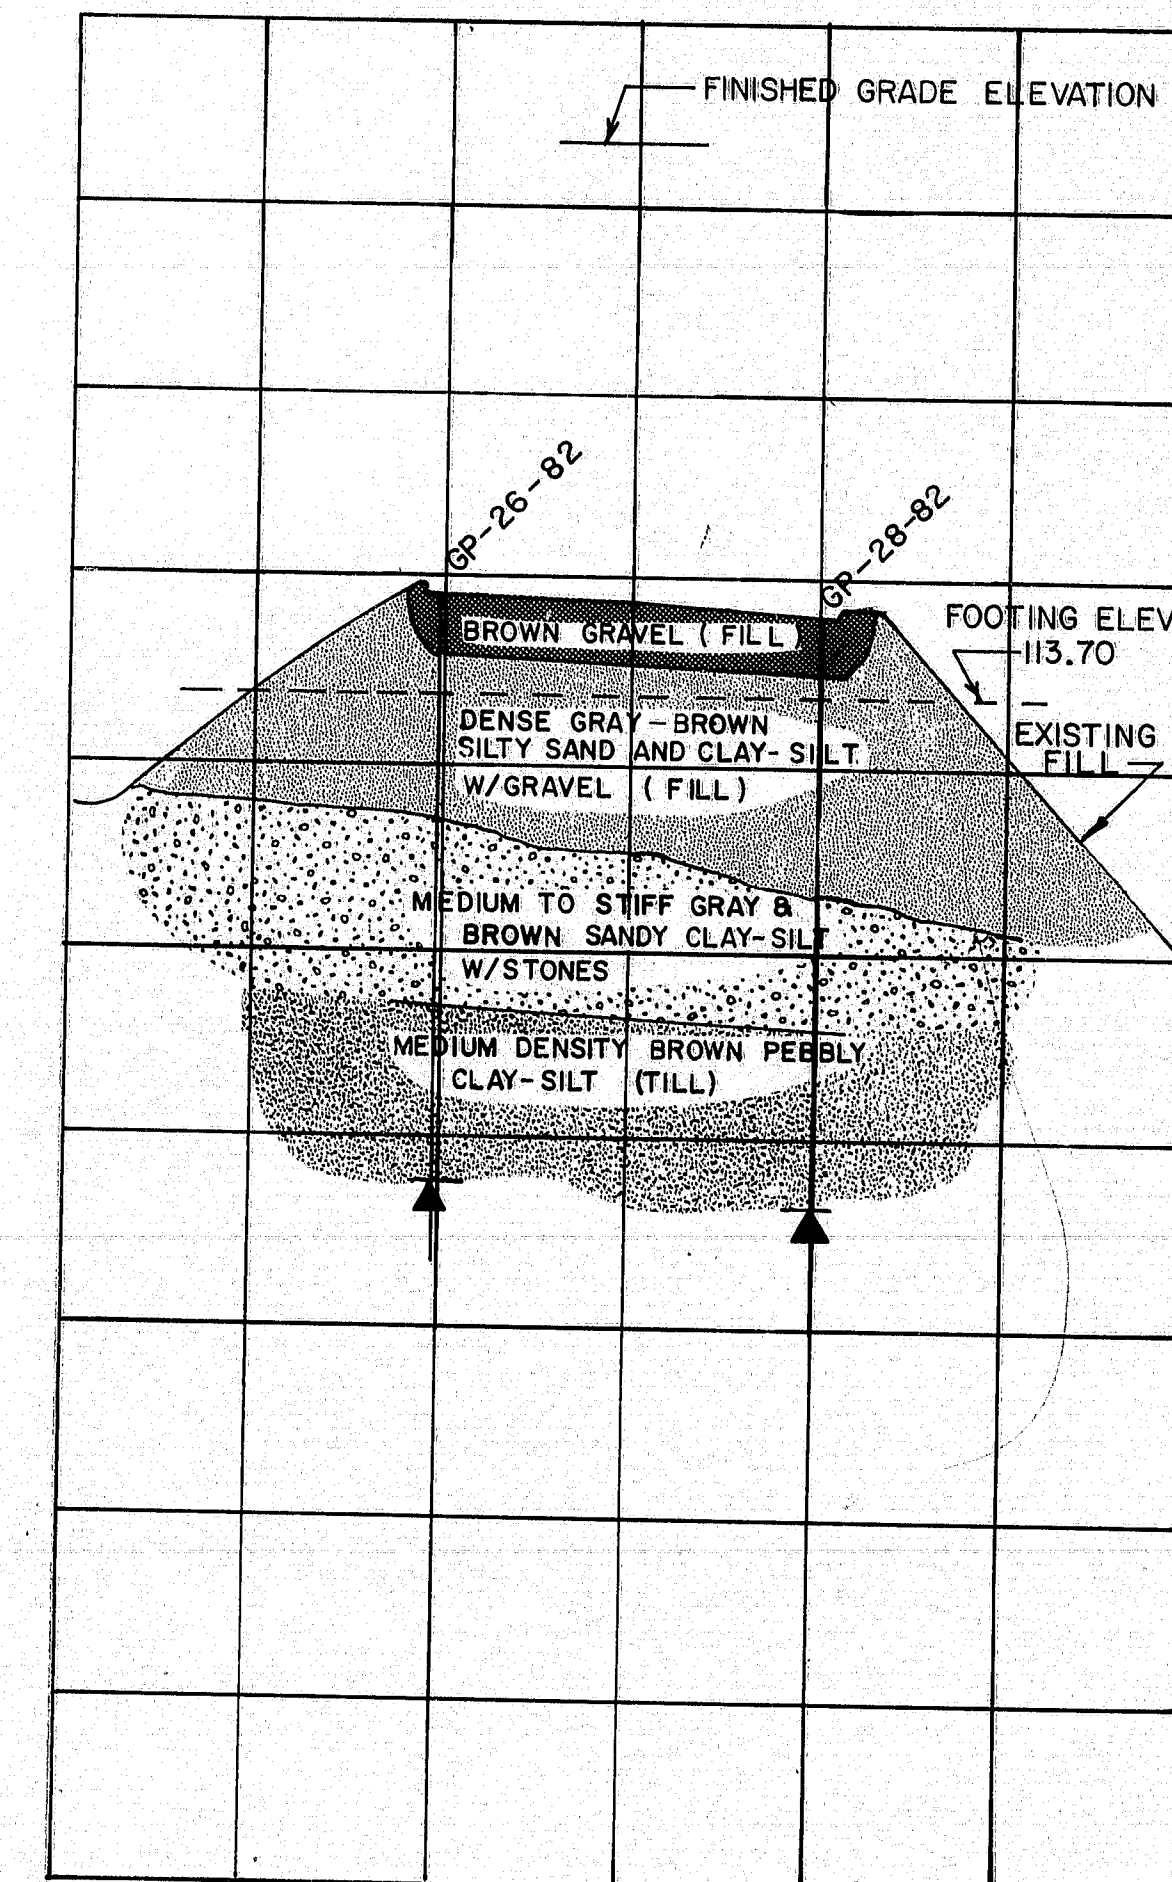 FINISHED GRADE ELEVATION
GP-26-82
GP-28-82
BROWN GRAVEL (FILL)
FOOTING ELEV
113.70
DENSE GRAY-BROWN
SILTY SAND AND CLAY-SILT
W/GRAVEL (FILL)
EXISTING
FILL
MEDIUM TO STIFF GRAY &
BROWN SANDY CLAY-SILT
W/STONES
MEDIUM DENSITY BROWN PEBBLY
CLAY-SILT (TILL)